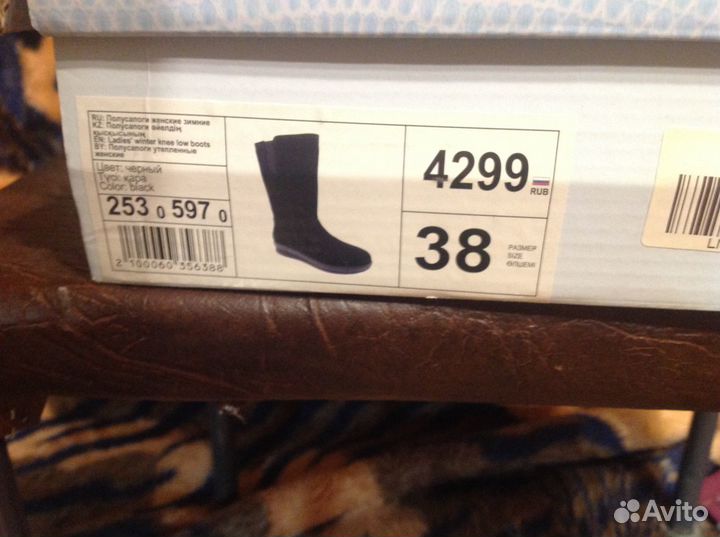 RU: Полусапоги женские зимние
KZ: Полусапоги әйелдің
қысқысының
EN: Ladies' winter knee low boots
BY: Полусапоги утепленные
женские
Цвет: черный
Түсі: қара
Color: black
253 0 597 0
2 100060 356388
4299
RUB
38
РАЗМЕР
SIZE
ӨЛШЕМІ
Avito